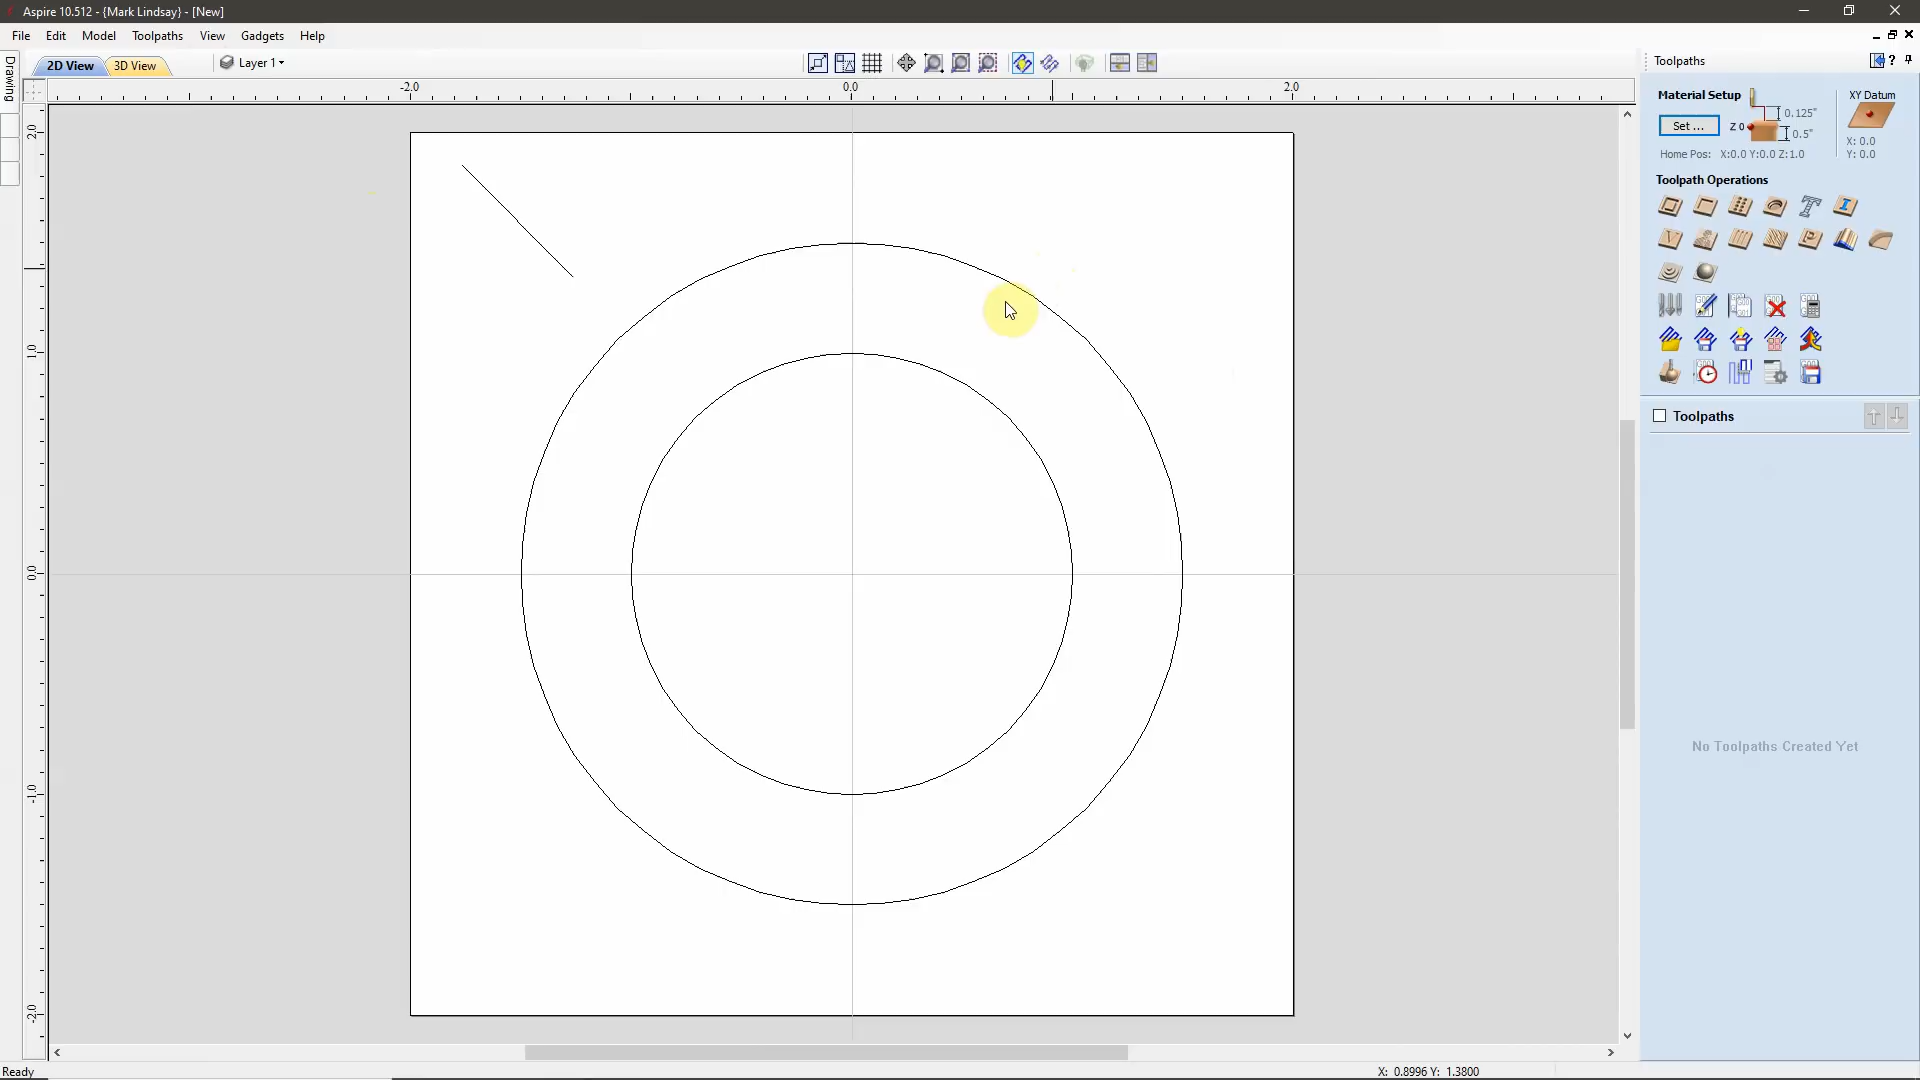 Aspire 10.512 - {Mark Lindsay} - [New]
File Edit Model Toolpaths View Gadgets Help
Drawing
2D View 3D View Layer 1
-2.0 0.0 2.0
2.0
1.0
0.0
-1.0
-2.0
Toolpaths
?
Material Setup
Set ...
Z 0
0.125"
0.5"
Home Pos: X:0.0 Y:0.0 Z:1.0
XY Datum
X: 0.0
Y: 0.0
Toolpath Operations
Toolpaths
No Toolpaths Created Yet
Ready
X: 0.8996 Y: 1.3800